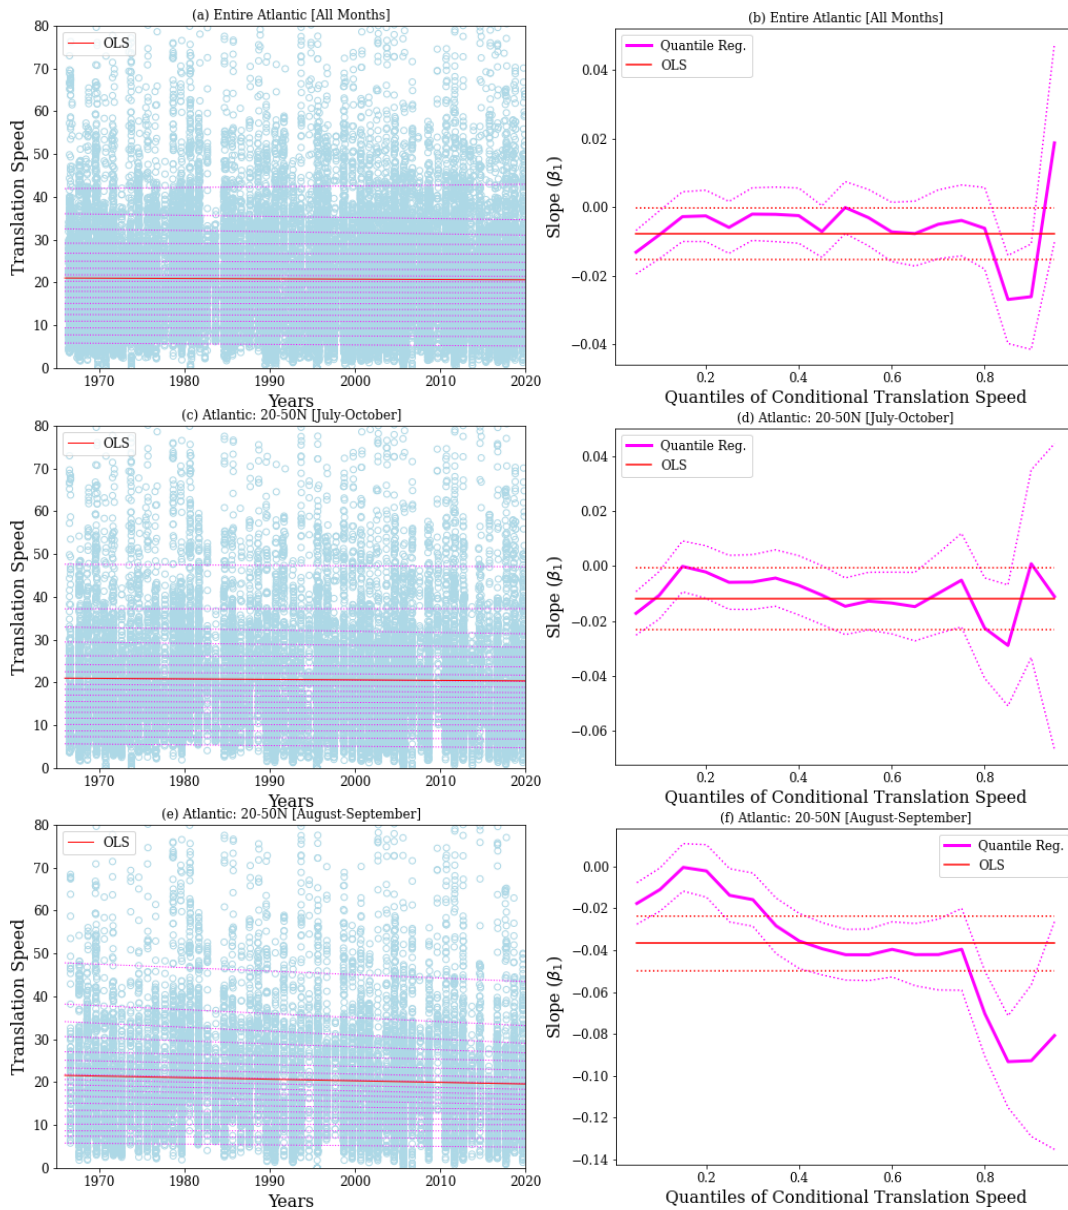 (a) Entire Atlantic [All Months]
OLS
Translation Speed
80
70
60
50
40
30
20
10
0
1970 1980 1990 2000 2010 2020
Years
(b) Entire Atlantic [All Months]
Quantile Reg.
OLS
Slope (β₁)
0.04
0.02
0.00
−0.02
−0.04
0.2 0.4 0.6 0.8
Quantiles of Conditional Translation Speed
(c) Atlantic: 20-50N [July-October]
OLS
Translation Speed
80
70
60
50
40
30
20
10
0
1970 1980 1990 2000 2010 2020
Years
(d) Atlantic: 20-50N [July-October]
Quantile Reg.
OLS
Slope (β₁)
0.04
0.02
0.00
−0.02
−0.04
−0.06
0.2 0.4 0.6 0.8
Quantiles of Conditional Translation Speed
(e) Atlantic: 20-50N [August-September]
OLS
Translation Speed
80
70
60
50
40
30
20
10
0
1970 1980 1990 2000 2010 2020
Years
(f) Atlantic: 20-50N [August-September]
Quantile Reg.
OLS
Slope (β₁)
0.00
−0.02
−0.04
−0.06
−0.08
−0.10
−0.12
−0.14
0.2 0.4 0.6 0.8
Quantiles of Conditional Translation Speed